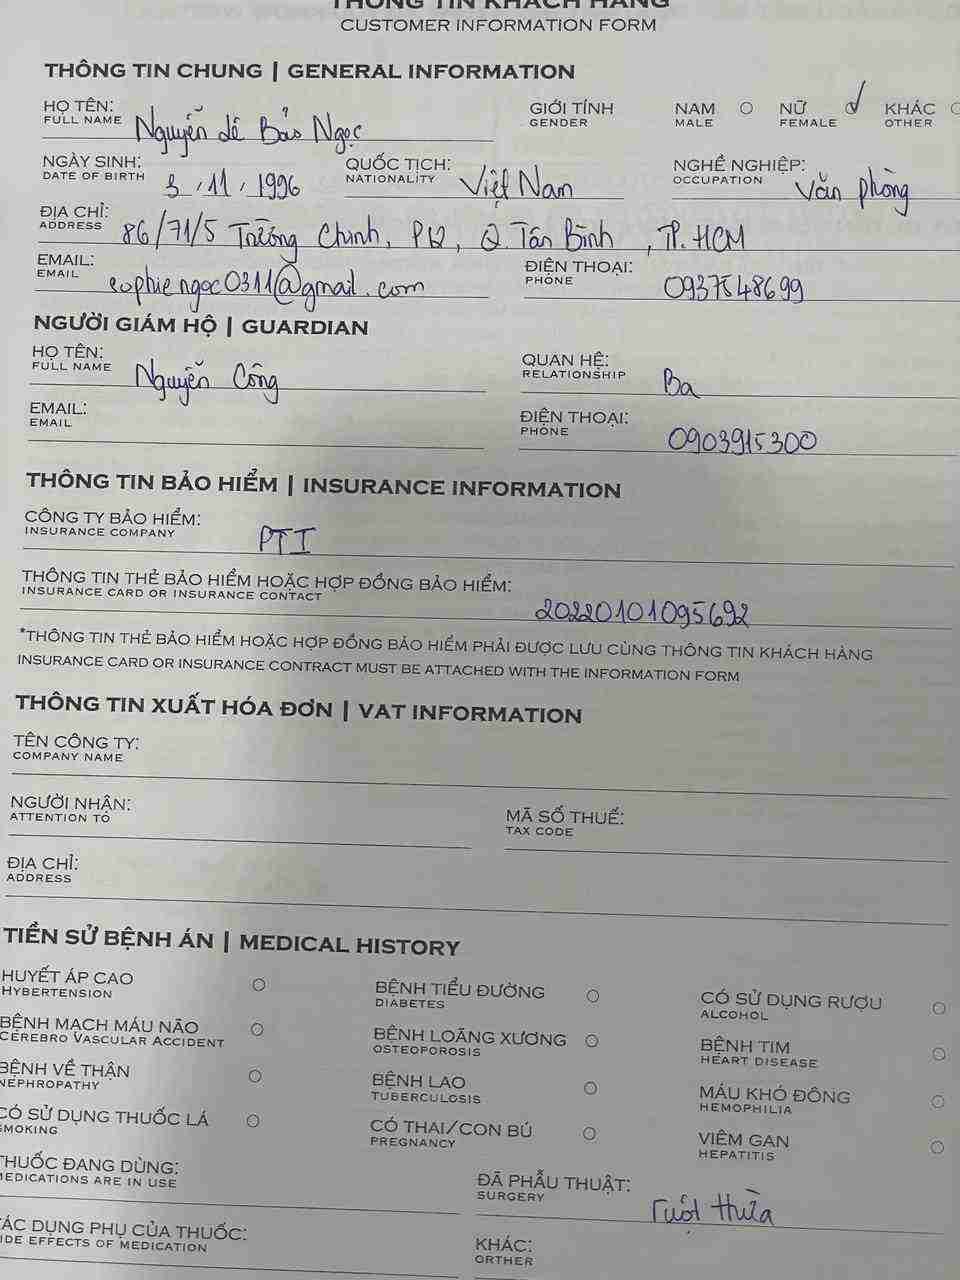 THÔNG TIN KHÁCH HÀNG
CUSTOMER INFORMATION FORM
THÔNG TIN CHUNG | GENERAL INFORMATION
HỌ TÊN: Nguyễn Lê Bảo Ngọc GIỚI TÍNH NAM NỮ KHÁC
FULL NAME GENDER MALE FEMALE OTHER
NGÀY SINH: 3, 11, 1996 QUỐC TỊCH: Việt Nam NGHỀ NGHIỆP: Văn phòng
DATE OF BIRTH NATIONALITY OCCUPATION
ĐỊA CHỈ: 86/71/5 Trường Chinh, P12, Q. Tân Bình, TP. HCM
ADDRESS
EMAIL: sophiengoc0311@gmail.com ĐIỆN THOẠI: 0937548699
EMAIL PHONE
NGƯỜI GIÁM HỘ | GUARDIAN
HỌ TÊN: Nguyễn Công QUAN HỆ: Ba
FULL NAME RELATIONSHIP
EMAIL: ĐIỆN THOẠI: 0903915300
EMAIL PHONE
THÔNG TIN BẢO HIỂM | INSURANCE INFORMATION
CÔNG TY BẢO HIỂM: PTI
INSURANCE COMPANY
THÔNG TIN THẺ BẢO HIỂM HOẶC HỢP ĐỒNG BẢO HIỂM: 20220101095692
INSURANCE CARD OR INSURANCE CONTACT
*THÔNG TIN THẺ BẢO HIỂM HOẶC HỢP ĐỒNG BẢO HIỂM PHẢI ĐƯỢC LƯU CÙNG THÔNG TIN KHÁCH HÀNG
INSURANCE CARD OR INSURANCE CONTRACT MUST BE ATTACHED WITH THE INFORMATION FORM
THÔNG TIN XUẤT HÓA ĐƠN | VAT INFORMATION
TÊN CÔNG TY:
COMPANY NAME
NGƯỜI NHẬN: MÃ SỐ THUẾ:
ATTENTION TO TAX CODE
ĐỊA CHỈ:
ADDRESS
TIỀN SỬ BỆNH ÁN | MEDICAL HISTORY
HUYẾT ÁP CAO BỆNH TIỂU ĐƯỜNG CÓ SỬ DỤNG RƯỢU
HYBERTENSION DIABETES ALCOHOL
BỆNH MẠCH MÁU NÃO BỆNH LOÃNG XƯƠNG BỆNH TIM
CEREBRO VASCULAR ACCIDENT OSTEOPOROSIS HEART DISEASE
BỆNH VỀ THẬN BỆNH LAO MÁU KHÓ ĐÔNG
NEPHROPATHY TUBERCULOSIS HEMOPHILIA
CÓ SỬ DỤNG THUỐC LÁ CÓ THAI/CON BÚ VIÊM GAN
SMOKING PREGNANCY HEPATITIS
THUỐC ĐANG DÙNG: ĐÃ PHẪU THUẬT: ruột thừa
MEDICATIONS ARE IN USE SURGERY
TÁC DỤNG PHỤ CỦA THUỐC: KHÁC:
SIDE EFFECTS OF MEDICATION ORTHER